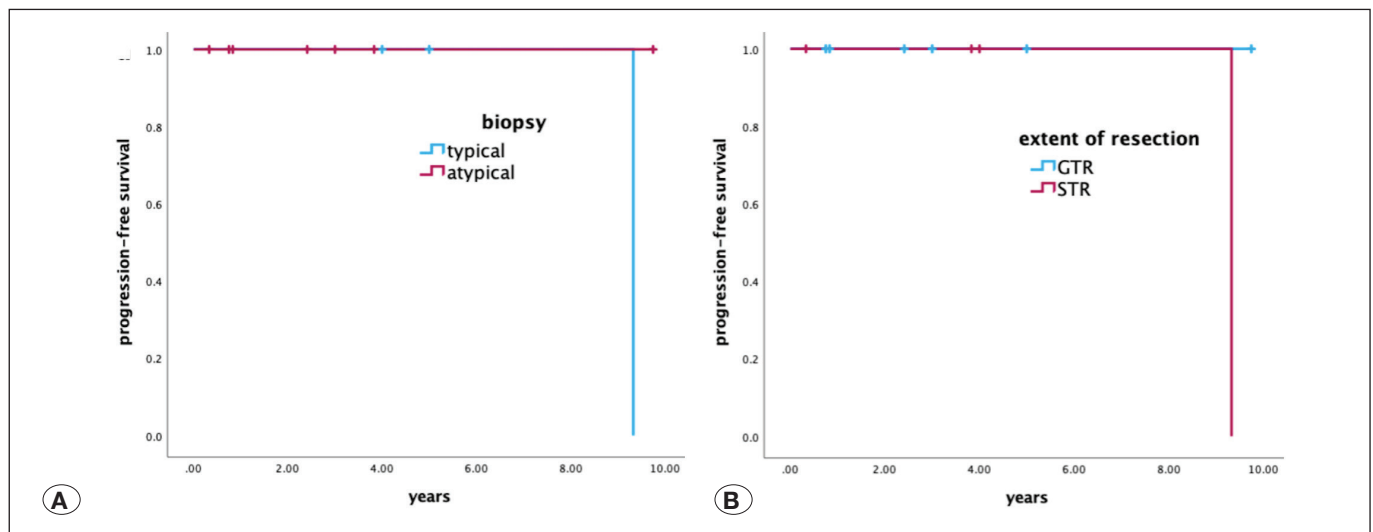 1.0
0.8
0.6
0.4
0.2
0.0
progression-free survival
biopsy
typical
atypical
.00 2.00 4.00 6.00 8.00 10.00
years
A
1.0
0.8
0.6
0.4
0.2
0.0
progression-free survival
extent of resection
GTR
STR
.00 2.00 4.00 6.00 8.00 10.00
years
B